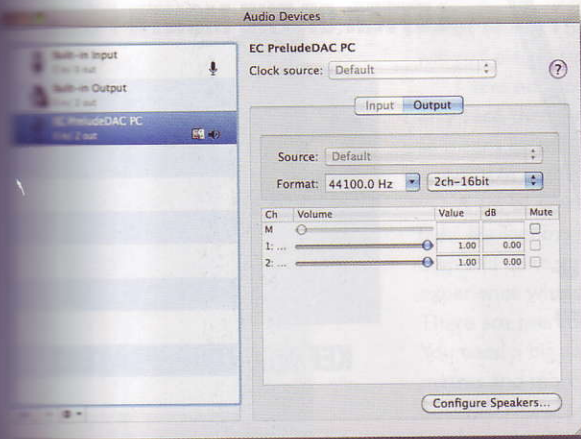 Audio Devices
Built-in Input
Built-in Output
EC PreludeDAC PC
2 out
EC PreludeDAC PC
Clock source: Default
?
Input Output
Source: Default
Format: 44100.0 Hz 2ch-16bit
Ch Volume Value dB Mute
M
1: ... 1.00 0.00
2: ... 1.00 0.00
Configure Speakers...